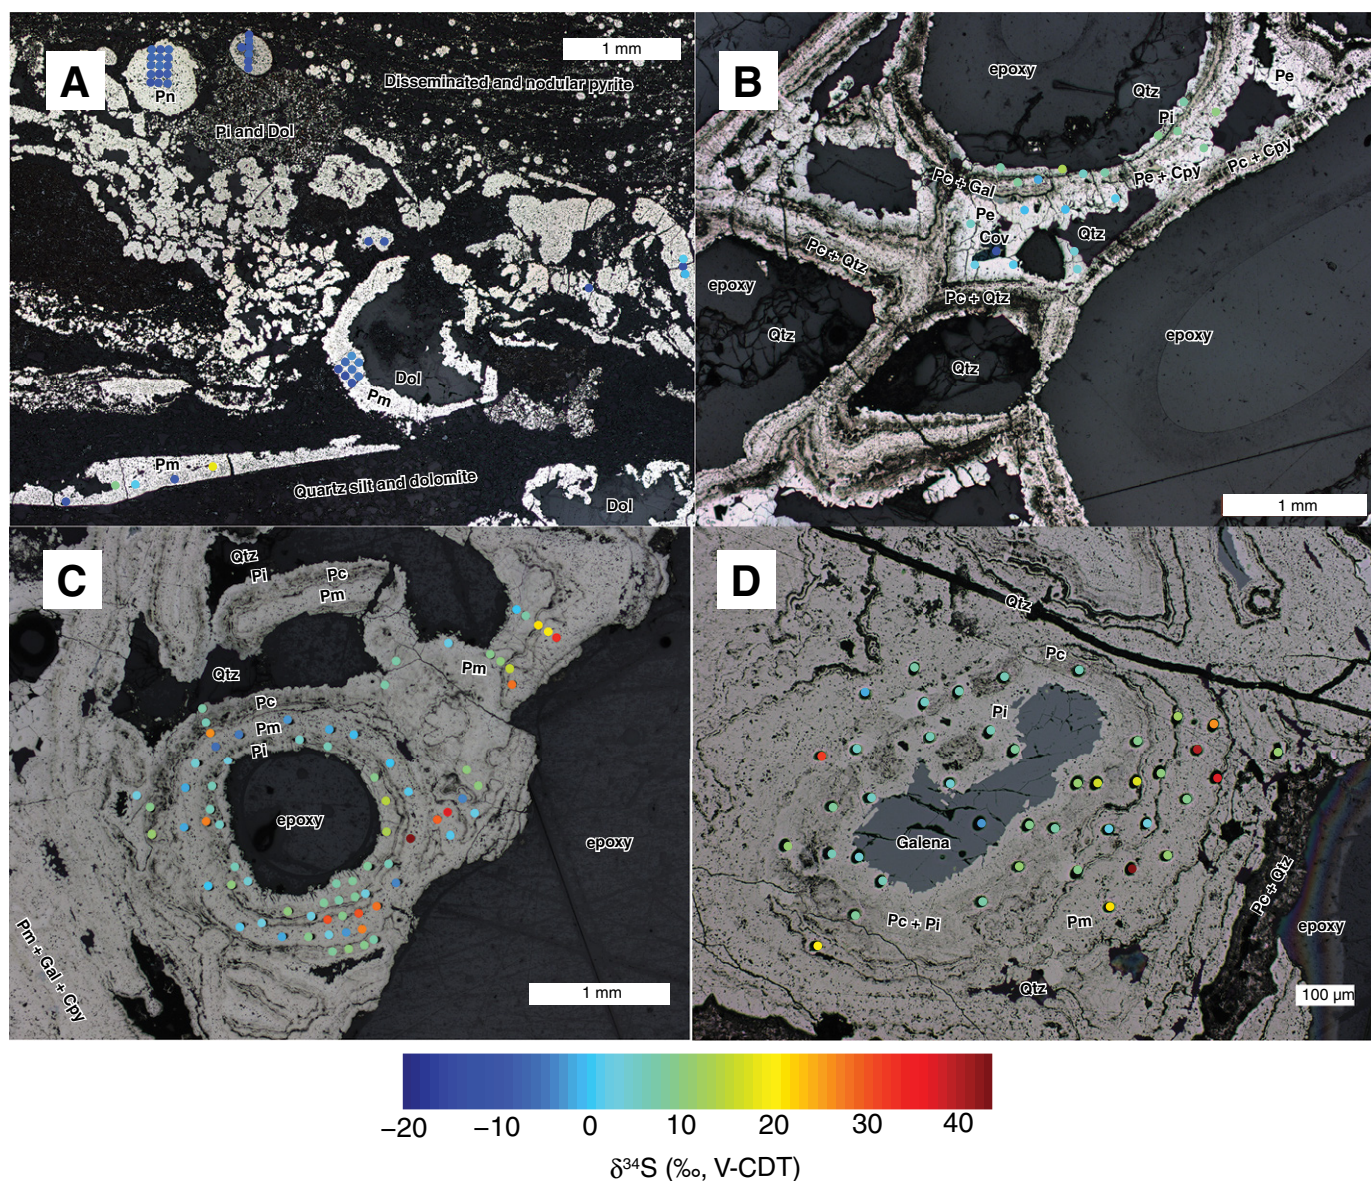 A
1 mm
Disseminated and nodular pyrite
Pn
Pi and Dol
Dol
Pm
Pm
Quartz silt and dolomite
Dol
B
epoxy
Pe
Qtz
Pi
Pc + Gal
Pe + Cpy
Pc + Cpy
Pe
Cov
Qtz
Pc + Qtz
epoxy
Pc + Qtz
Qtz
epoxy
Qtz
1 mm
C
Qtz
Pi
Pc
Pm
Qtz
Pm
Pc
Pm
Pi
epoxy
epoxy
Pm + Gal + Cpy
1 mm
D
Qtz
Pc
Pi
Galena
Pc + Pi
Pm
Pc + Qtz
epoxy
Qtz
100 µm
−20 −10 0 10 20 30 40
δ³⁴S (‰, V-CDT)